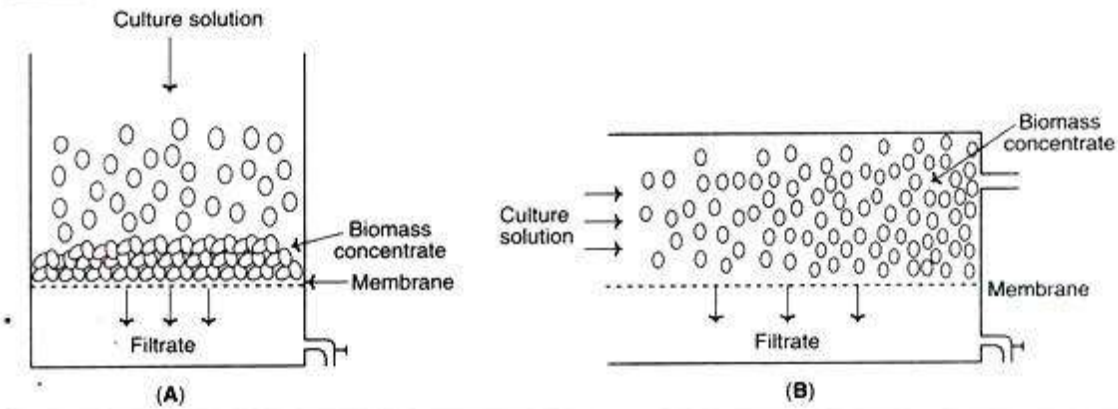 Culture solution
Biomass
concentrate
Membrane
Filtrate
(A)
Biomass
concentrate
Culture
solution
Membrane
Filtrate
(B)